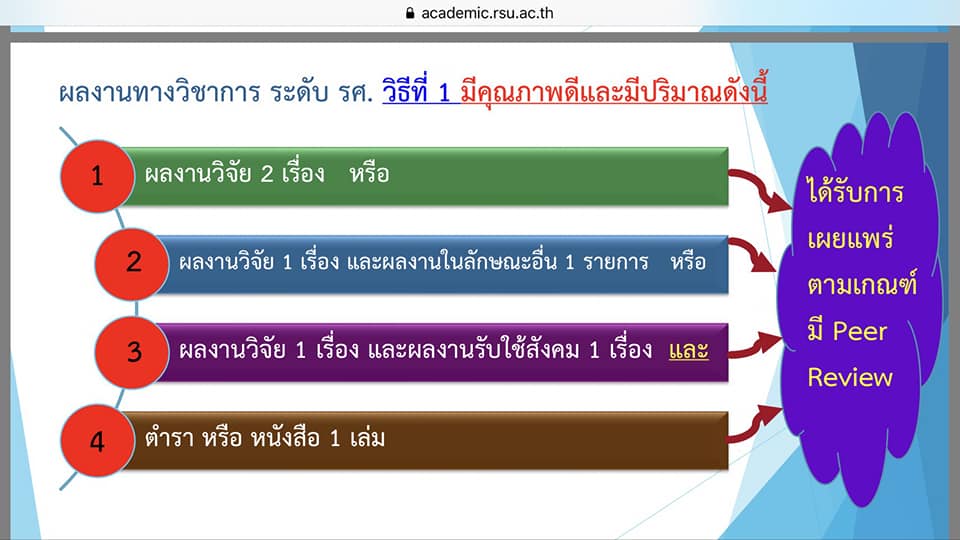 academic.rsu.ac.th
ผลงานทางวิชาการ ระดับ รศ. วิธีที่ 1 มีคุณภาพดีและมีปริมาณดังนี้
1 ผลงานวิจัย 2 เรื่อง หรือ
2 ผลงานวิจัย 1 เรื่อง และผลงานในลักษณะอื่น 1 รายการ หรือ
3 ผลงานวิจัย 1 เรื่อง และผลงานรับใช้สังคม 1 เรื่อง และ
4 ตำรา หรือ หนังสือ 1 เล่ม
ได้รับการ
เผยแพร่
ตามเกณฑ์
มี Peer
Review